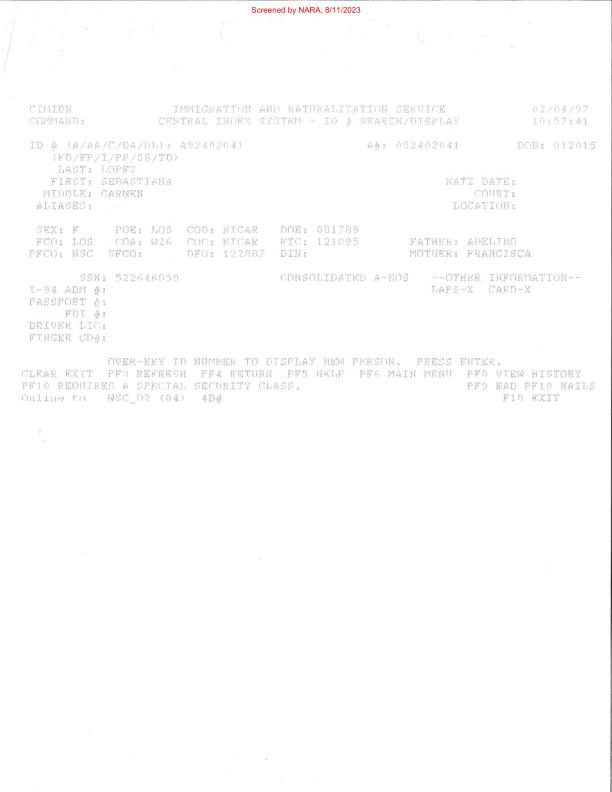 Screened by NARA, 8/11/2023
CIMIDN IMMIGRATION AND NATURALIZATION SERVICE 02/04/97
COMMAND: CENTRAL INDEX SYSTEM - ID # SEARCH/DISPLAY 10:57:41
ID # (A/AA/C/DA/DL): A92402041 A#: 092402041 DOB: 012015
(FD/FP/I/PP/SS/TD)
LAST: LOPEZ
FIRST: SEBASTIANA NATZ DATE:
MIDDLE: CARMEN COURT:
ALIASES: LOCATION:
SEX: F POE: LOS COB: NICAR DOE: 081789
FCO: LOS COA: W26 COC: NICAR FTC: 121095 FATHER: ABELINO
PFCO: WSC SFCO: DFO: 122887 DIN: MOTHER: FRANCISCA
SSN: 522646059 CONSOLIDATED A-NOS --OTHER INFORMATION--
I-94 ADM #: LAPS-X CARD-X
PASSPORT #:
FBI #:
DRIVER LIC:
FINGER CD#:
OVER-KEY ID NUMBER TO DISPLAY NEW PERSON. PRESS ENTER.
CLEAR EXIT PF3 REFRESH PF4 RETURN PF5 HELP PF6 MAIN MENU PF8 VIEW HISTORY
PF10 REQUIRES A SPECIAL SECURITY CLASS. PF9 EAD PF10 NAILS
Online to WSC_D2 (04) 4B# F10 EXIT